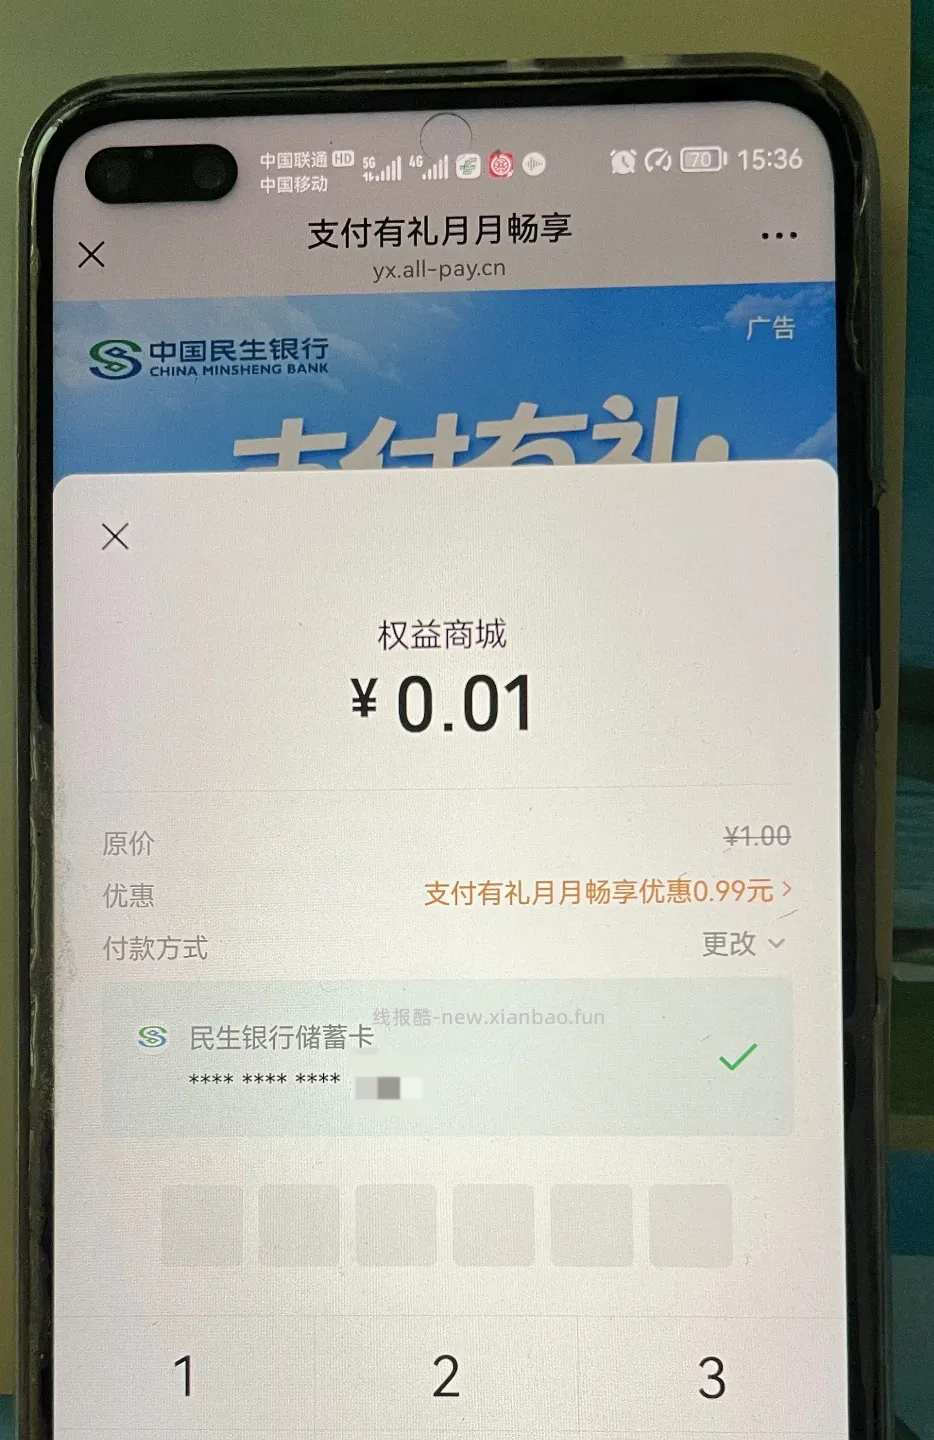 中国联通 HD
中国移动
5G
4G
70
15:36
支付有礼月月畅享
yx.all-pay.cn
中国民生银行
CHINA MINSHENG BANK
广告
支付有礼
权益商城
¥0.01
原价
¥1.00
优惠
支付有礼月月畅享优惠0.99元
付款方式
更改
线报酷-new.xianbao.fun
民生银行储蓄卡
**** **** ****
1
2
3